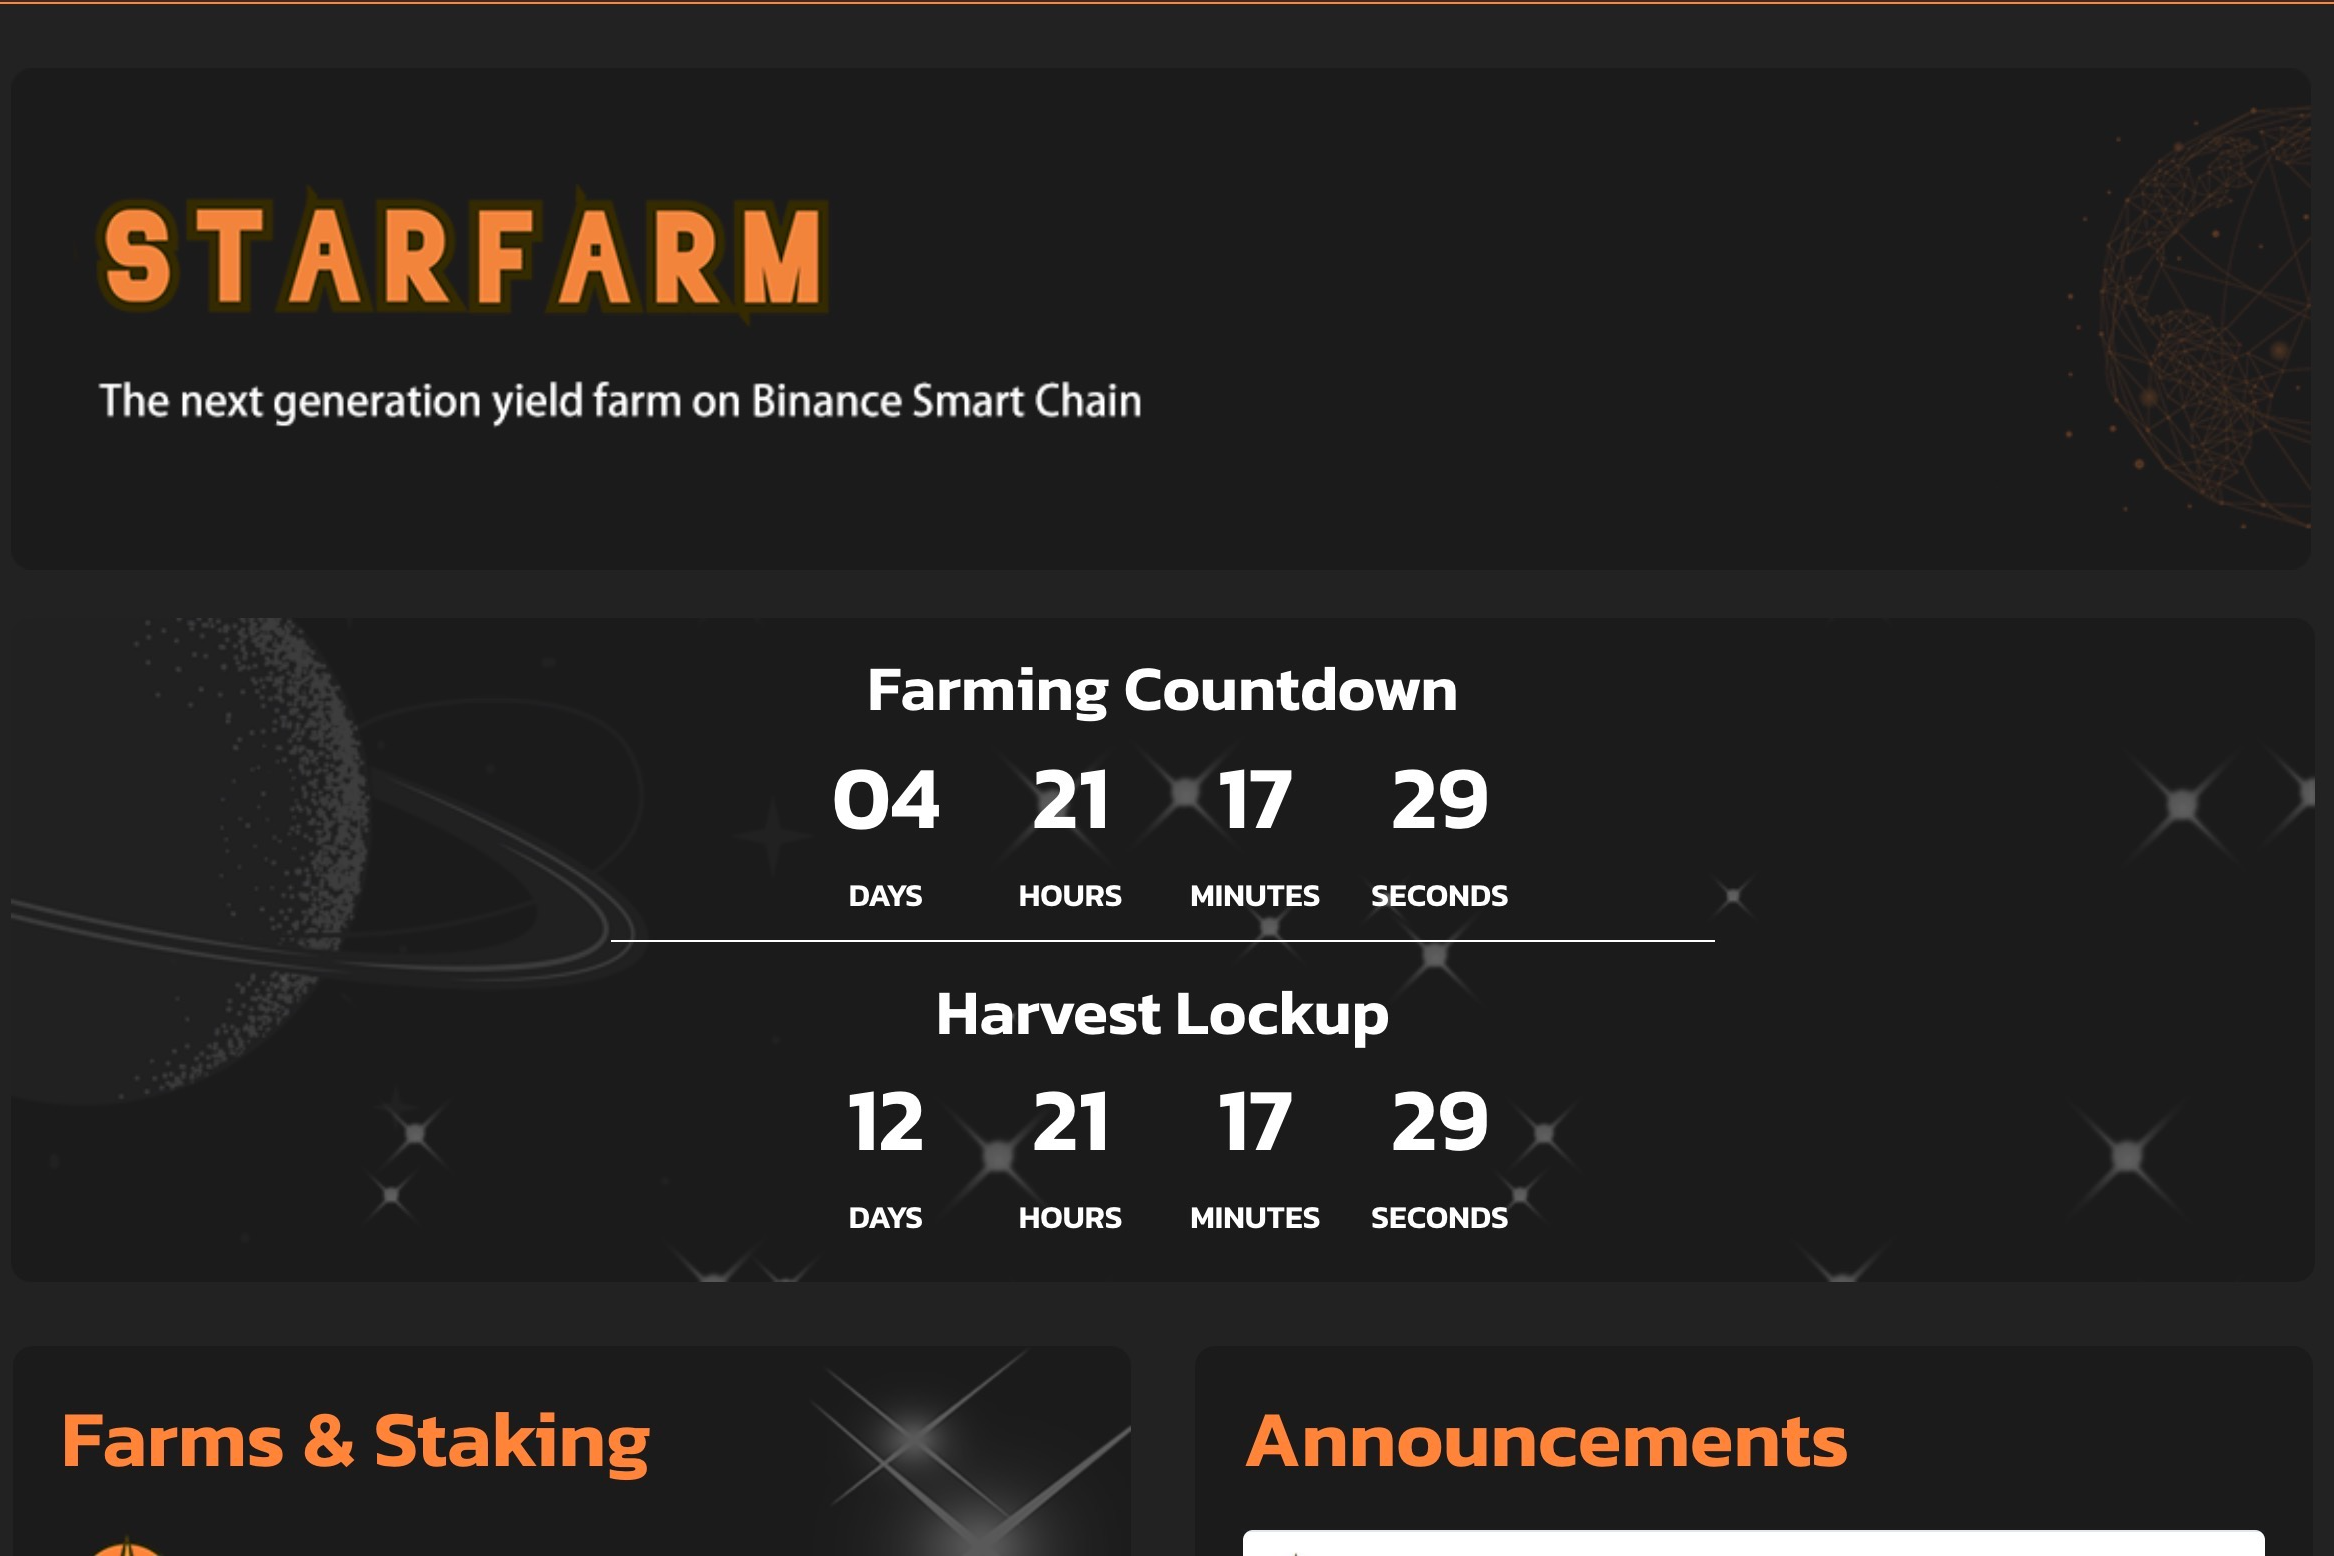 STARFARM
The next generation yield farm on Binance Smart Chain
Farming Countdown
04 21 17 29
DAYS HOURS MINUTES SECONDS
Harvest Lockup
12 21 17 29
DAYS HOURS MINUTES SECONDS
Farms & Staking
Announcements